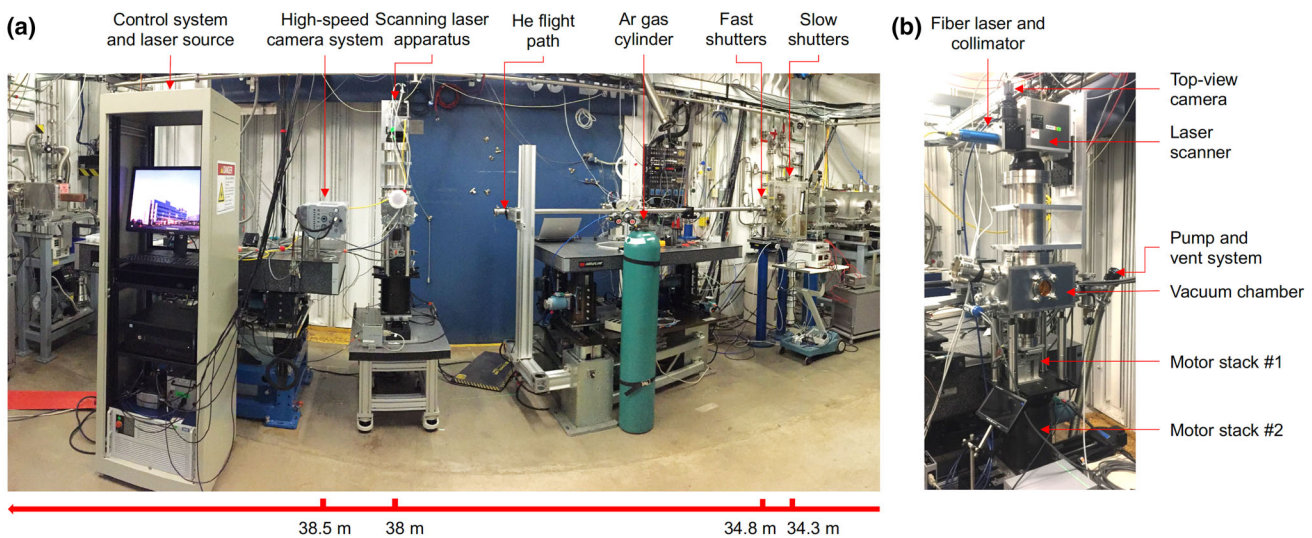 (a)
Control system
and laser source
High-speed
camera system
Scanning laser
apparatus
He flight
path
Ar gas
cylinder
Fast
shutters
Slow
shutters
DANGER
38.5 m
38 m
34.8 m
34.3 m
(b)
Fiber laser and
collimator
Top-view
camera
Laser
scanner
Pump and
vent system
Vacuum chamber
Motor stack #1
Motor stack #2